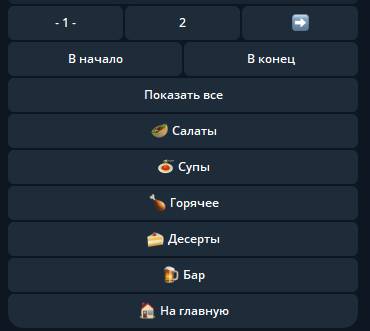 - 1 - 2 ➡️
В начало В конец
Показать все
🥙 Салаты
🍝 Супы
🍗 Горячее
🍰 Десерты
🍺 Бар
🏠 На главную